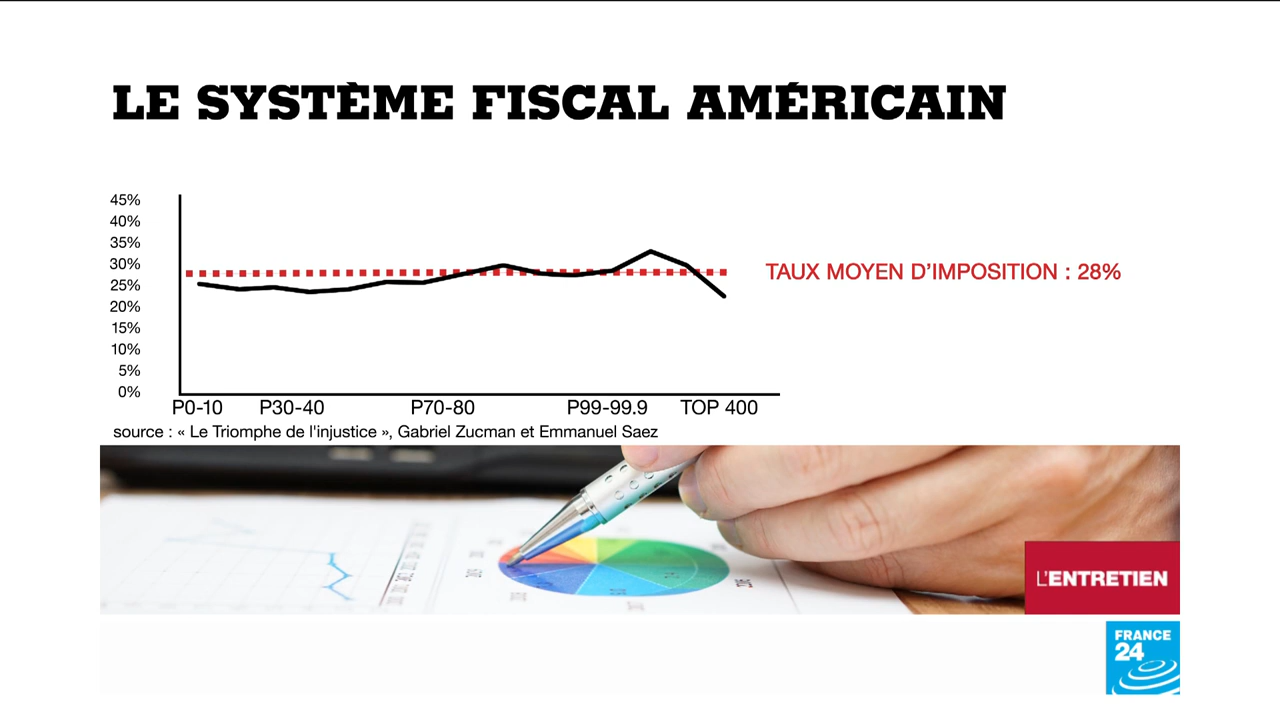 LE SYSTÈME FISCAL AMÉRICAIN
45%
40%
35%
30%
25%
20%
15%
10%
5%
0%
TAUX MOYEN D'IMPOSITION : 28%
P0-10 P30-40 P70-80 P99-99.9 TOP 400
source : « Le Triomphe de l'injustice », Gabriel Zucman et Emmanuel Saez
L'ENTRETIEN
FRANCE
24